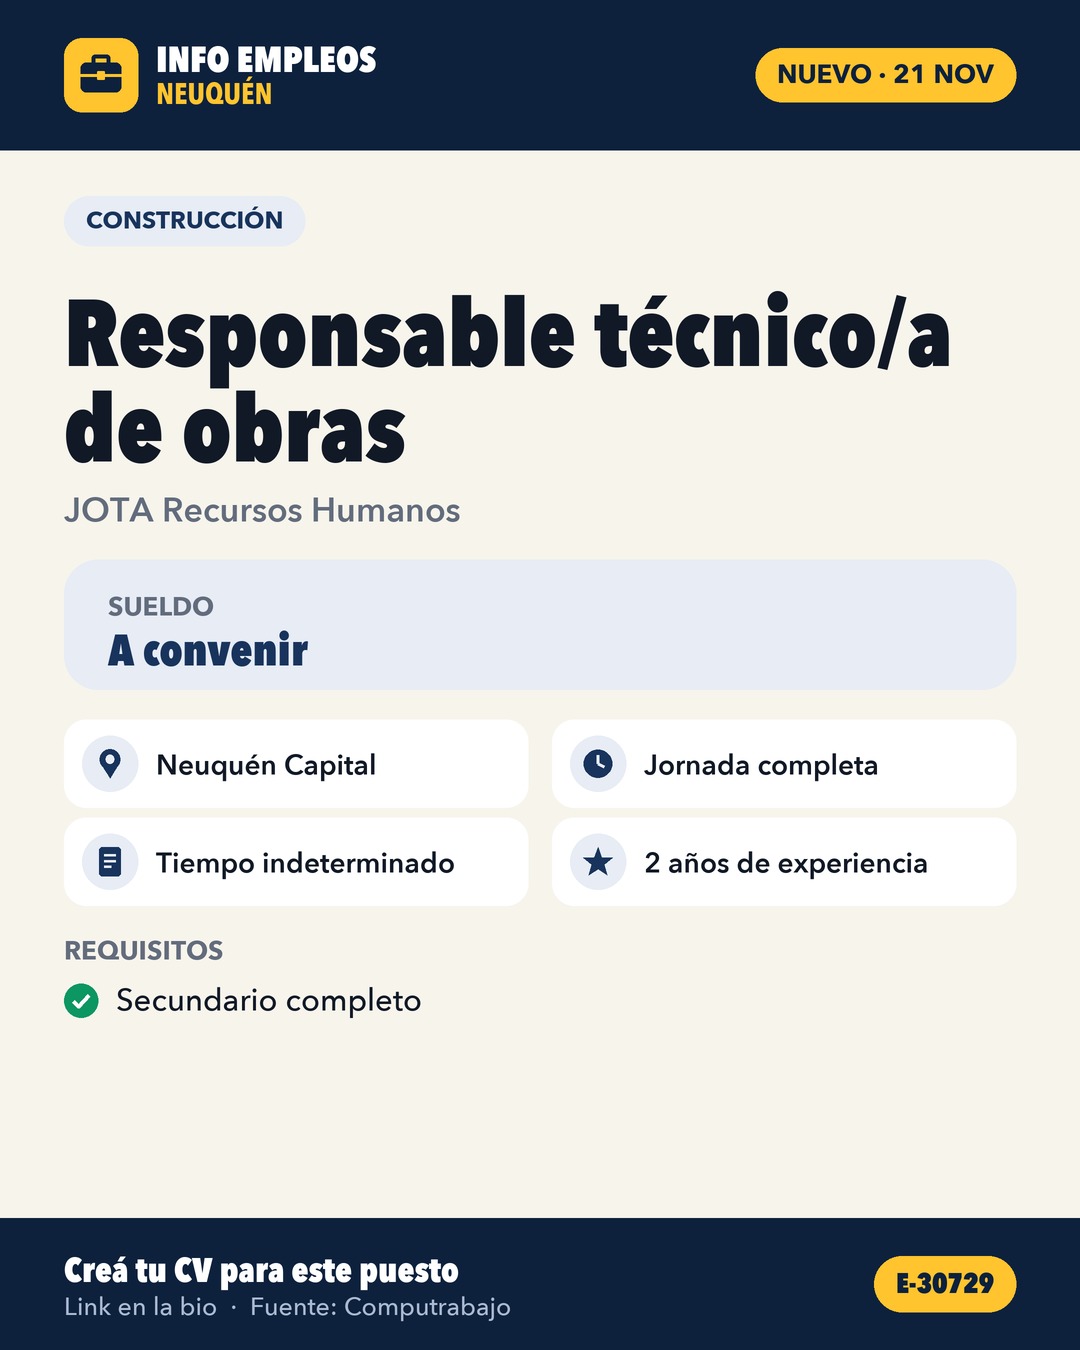 INFO EMPLEOS
NEUQUÉN
NUEVO · 21 NOV
CONSTRUCCIÓN
Responsable técnico/a
de obras
JOTA Recursos Humanos
SUELDO
A convenir
Neuquén Capital
Jornada completa
Tiempo indeterminado
2 años de experiencia
REQUISITOS
Secundario completo
Creá tu CV para este puesto
Link en la bio · Fuente: Computrabajo
E-30729